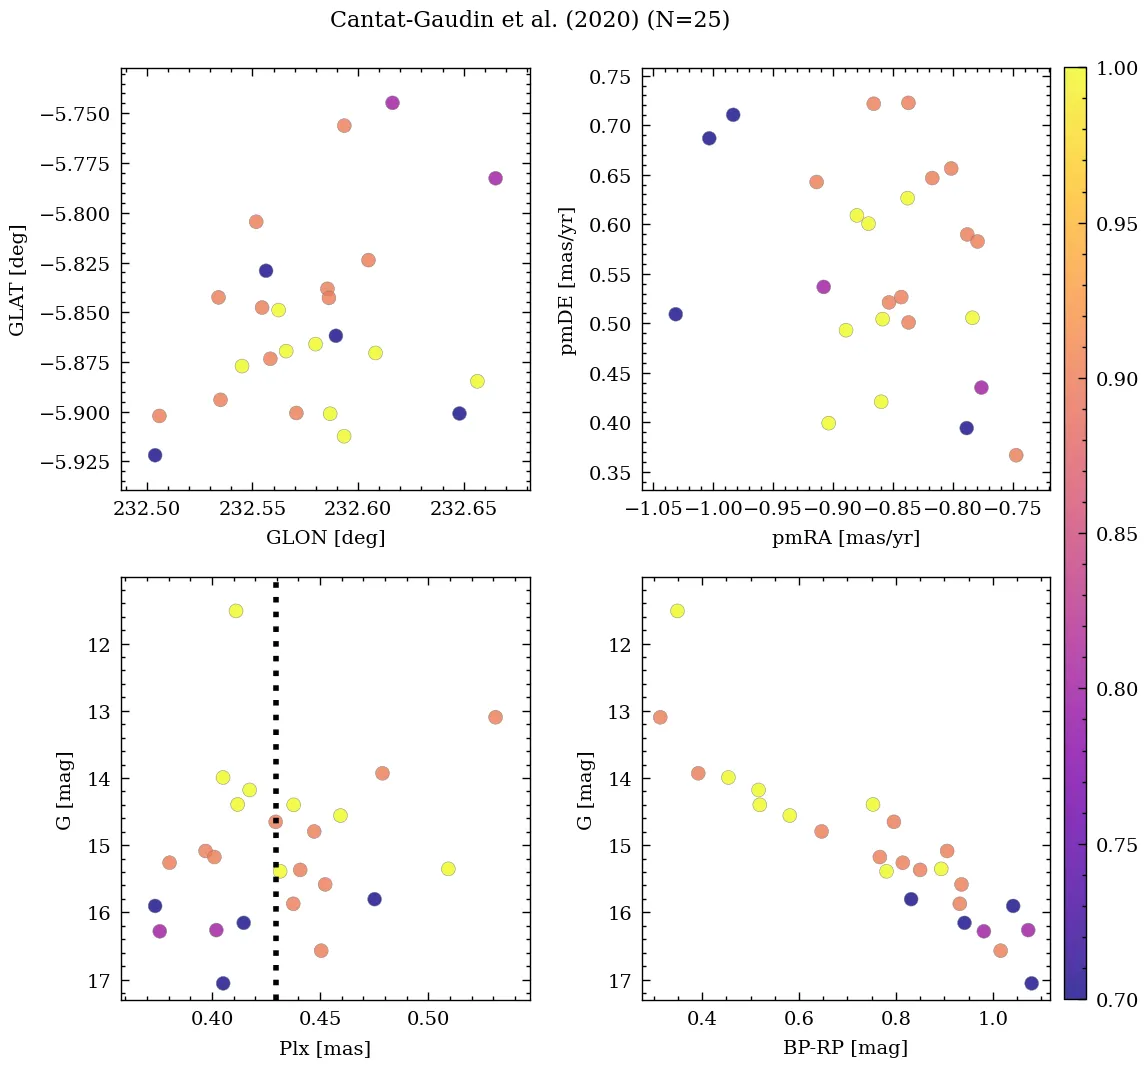 Cantat-Gaudin et al. (2020) (N=25)
−5.750
−5.775
−5.800
−5.825
−5.850
−5.875
−5.900
−5.925
GLAT [deg]
232.50 232.55 232.60 232.65
GLON [deg]
0.75
0.70
0.65
0.60
0.55
0.50
0.45
0.40
0.35
pmDE [mas/yr]
−1.05 −1.00 −0.95 −0.90 −0.85 −0.80 −0.75
pmRA [mas/yr]
12
13
14
15
16
17
G [mag]
0.40 0.45 0.50
Plx [mas]
12
13
14
15
16
17
G [mag]
0.4 0.6 0.8 1.0
BP-RP [mag]
1.00
0.95
0.90
0.85
0.80
0.75
0.70